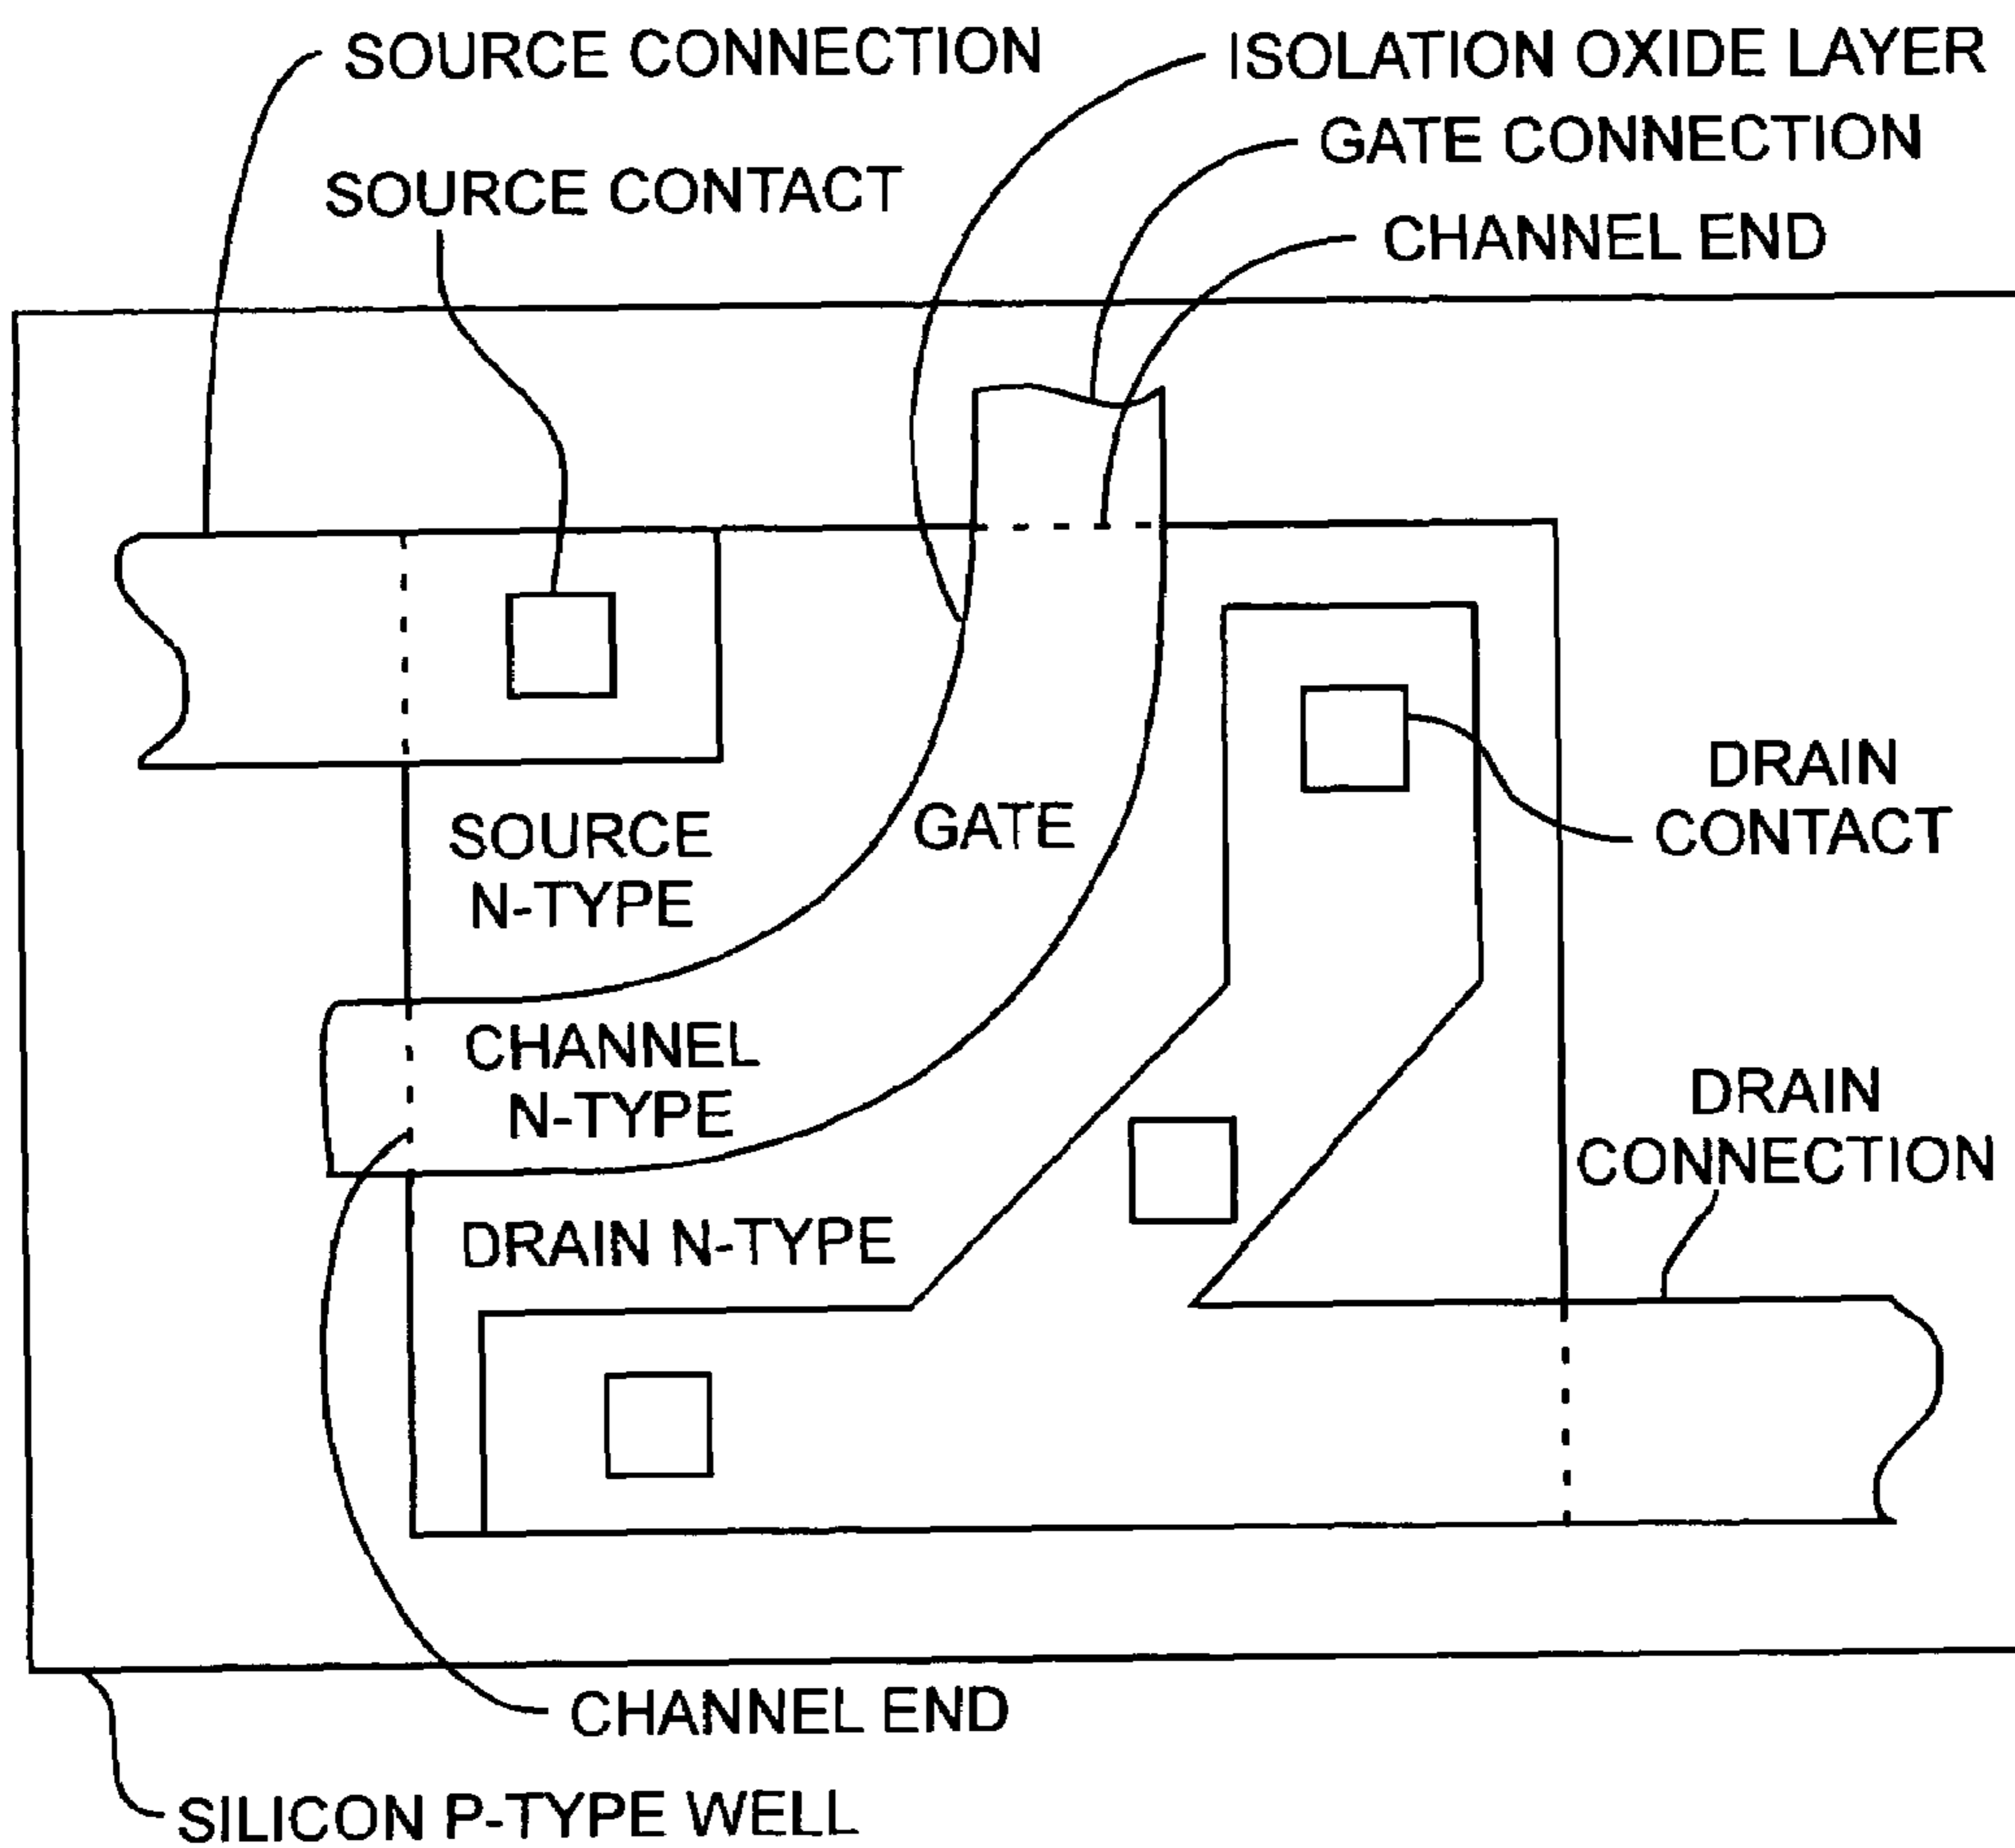 SOURCE CONNECTION
ISOLATION OXIDE LAYER
GATE CONNECTION
SOURCE CONTACT
CHANNEL END
DRAIN
CONTACT
SOURCE
N-TYPE
GATE
CHANNEL
N-TYPE
DRAIN
CONNECTION
DRAIN N-TYPE
CHANNEL END
SILICON P-TYPE WELL